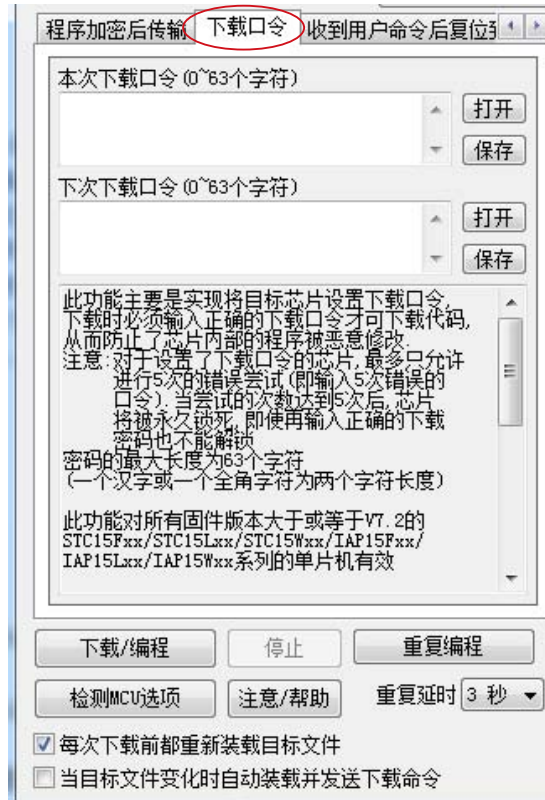 程序加密后传输 下载口令 收到用户命令后复位到
本次下载口令(0~63个字符)
打开
保存
下次下载口令(0~63个字符)
打开
保存
此功能主要是实现将目标芯片设置下载口令,
下载时必须输入正确的下载口令才可下载代码,
从而防止了芯片内部的程序被恶意修改.
注意:对于设置了下载口令的芯片,最多只允许
进行5次的错误尝试(即输入5次错误的
口令).当尝试的次数达到5次后,芯片
将被永久锁死,即使再输入正确的下载
密码也不能解锁
密码的最大长度为63个字符
(一个汉字或一个全角字符为两个字符长度)
此功能对所有固件版本大于或等于V7.2的
STC15Fxx/STC15Lxx/STC15Wxx/IAP15Fxx/
IAP15Lxx/IAP15Wxx系列的单片机有效
下载/编程 停止 重复编程
检测MCU选项 注意/帮助 重复延时 3 秒
每次下载前都重新装载目标文件
当目标文件变化时自动装载并发送下载命令